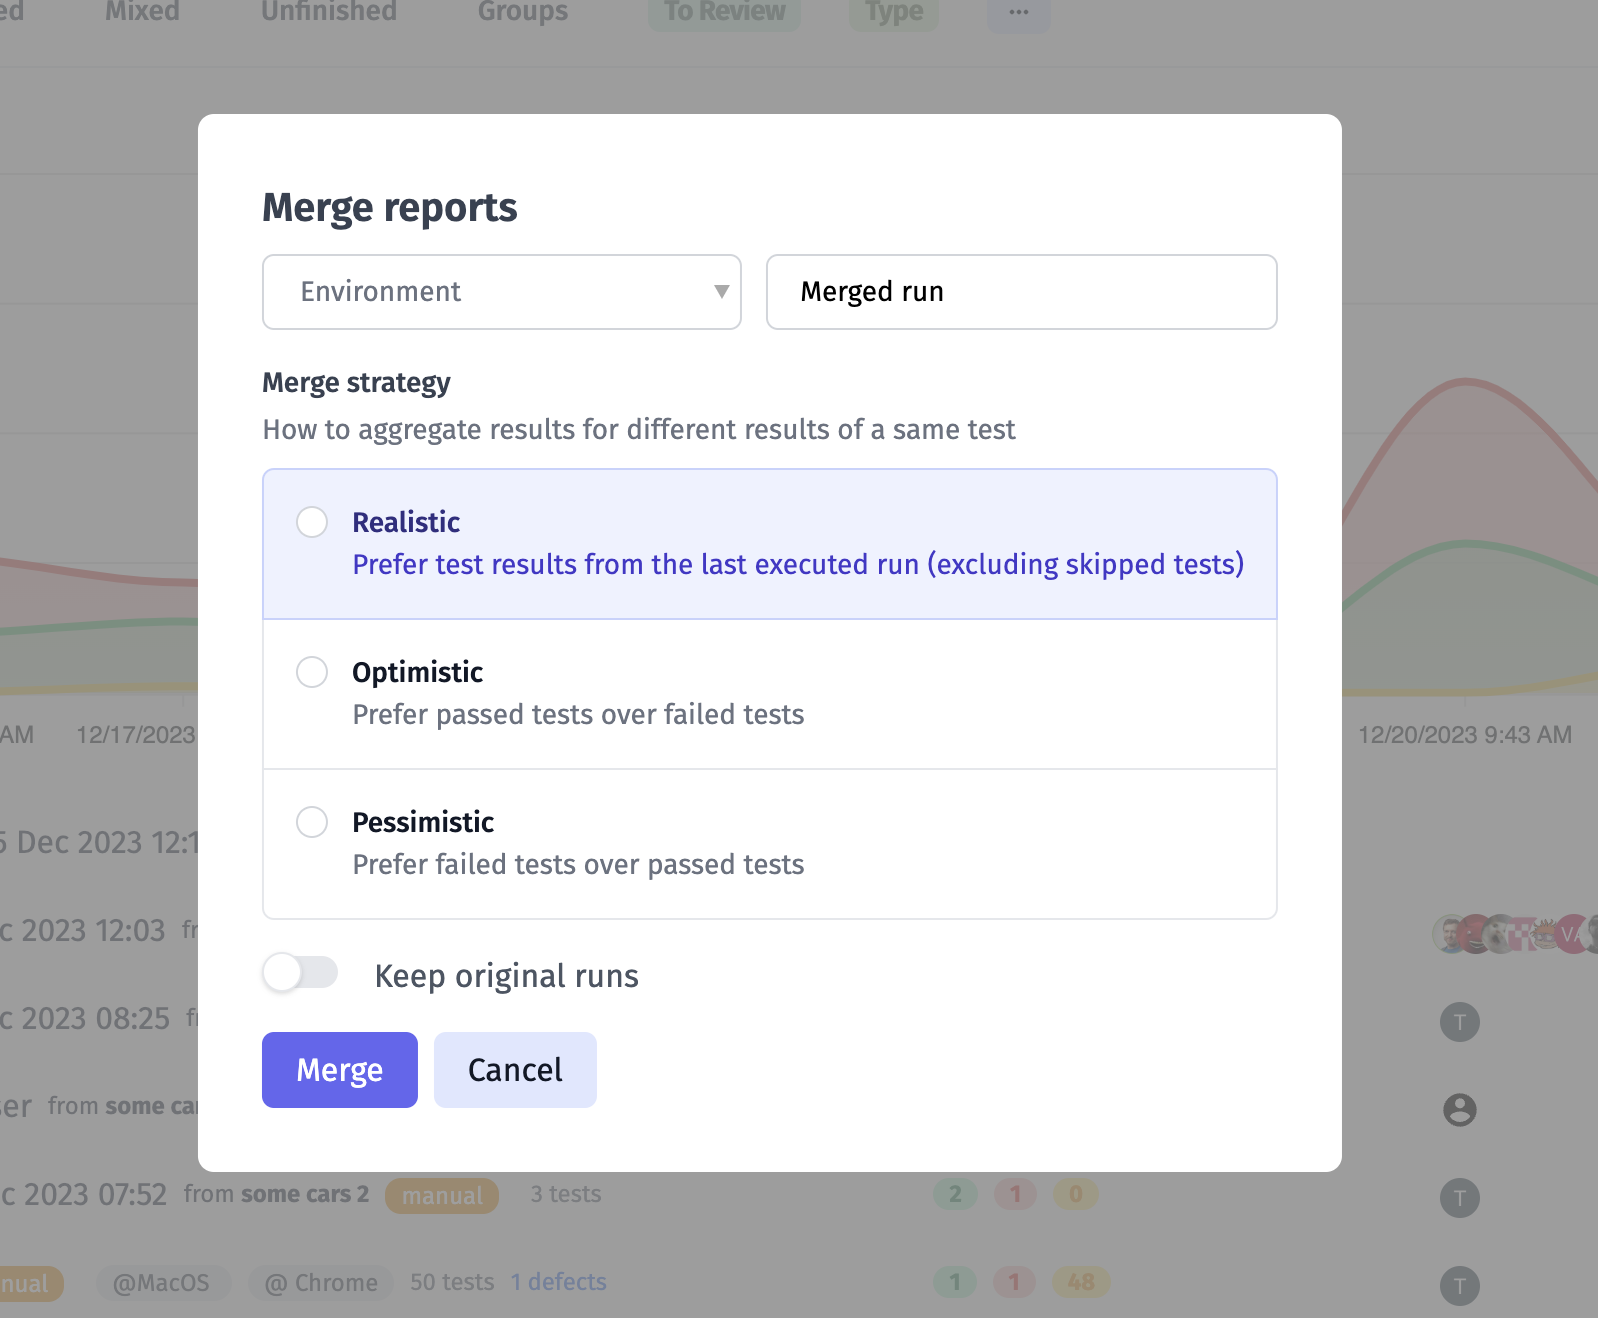 ed Mixed Unfinished Groups To Review Type ...
Merge reports
Environment Merged run
Merge strategy
How to aggregate results for different results of a same test
Realistic
Prefer test results from the last executed run (excluding skipped tests)
Optimistic
Prefer passed tests over failed tests
AM 12/17/2023 12/20/2023 9:43 AM
Pessimistic
5 Dec 2023 12:1
Prefer failed tests over passed tests
c 2023 12:03 fr VA
Keep original runs
c 2023 08:25 fr T
Merge Cancel
ser from some car
c 2023 07:52 from some cars 2 manual 3 tests 2 1 0 T
nual @MacOS @ Chrome 50 tests 1 defects 1 1 48 T